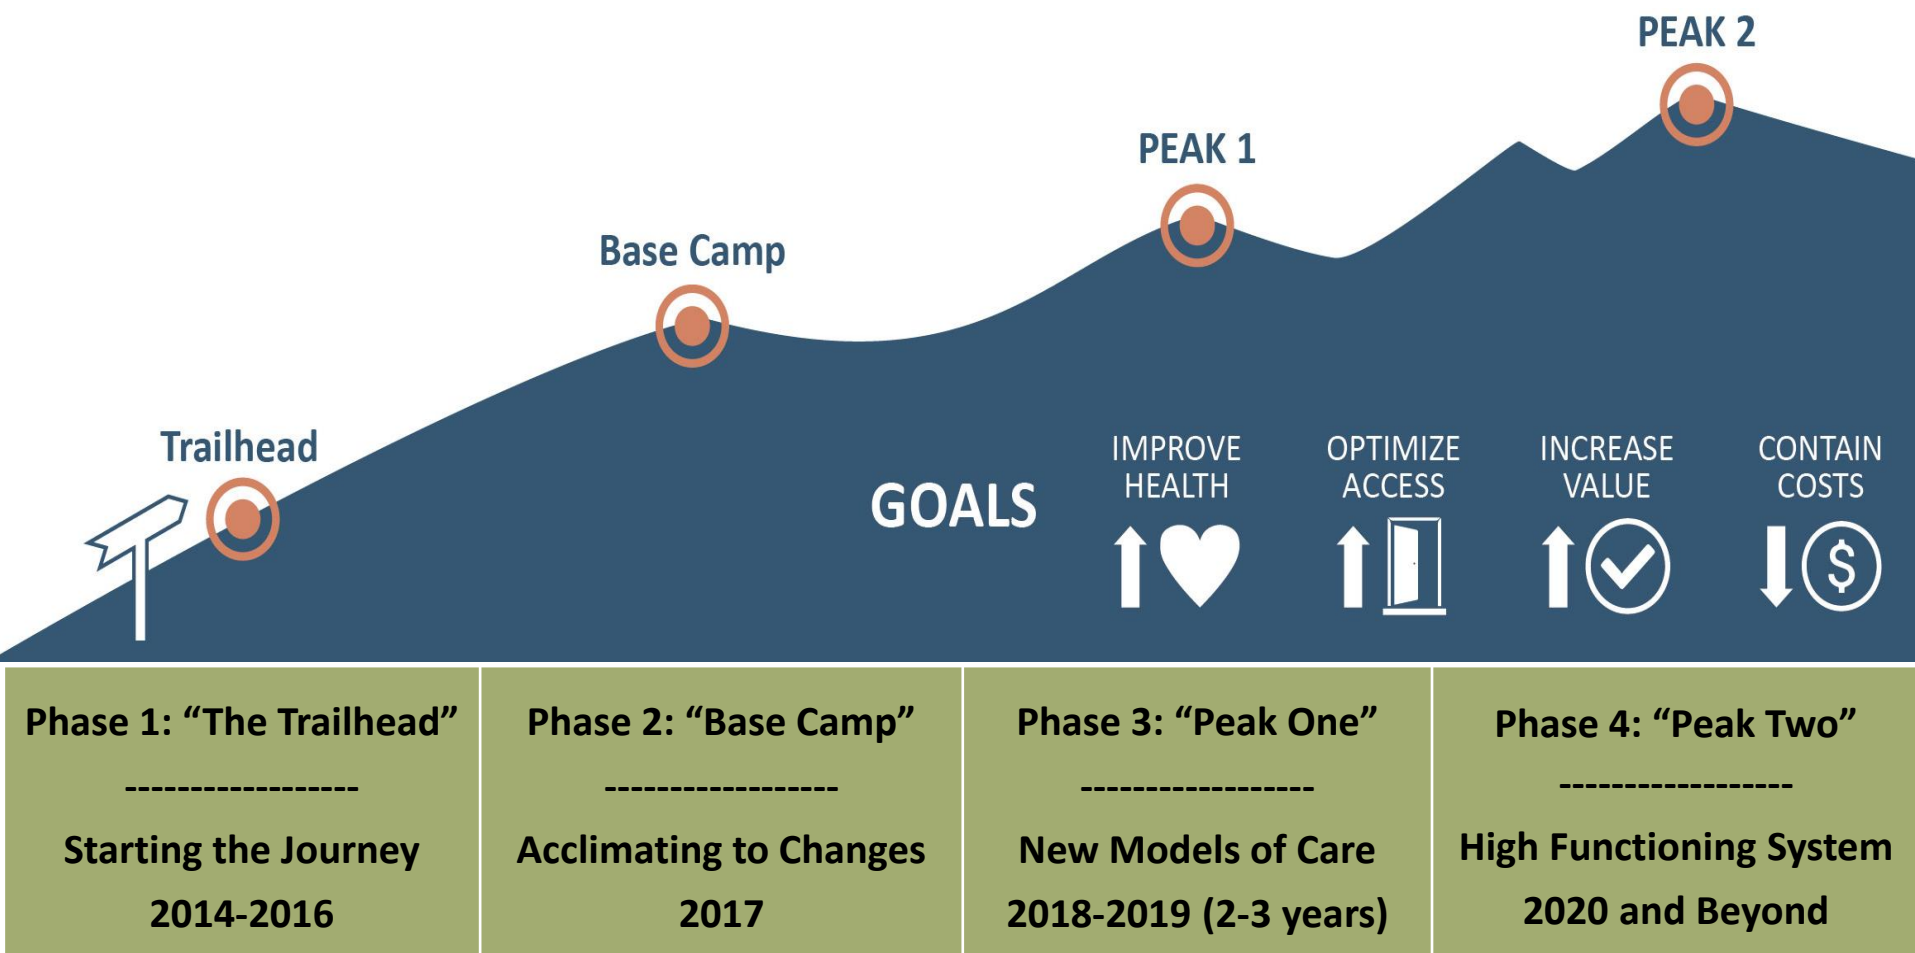 PEAK 2
PEAK 1
Base Camp
Trailhead
GOALS
IMPROVE
HEALTH
OPTIMIZE
ACCESS
INCREASE
VALUE
CONTAIN
COSTS
$
Phase 1: “The Trailhead”
------------------
Starting the Journey
2014-2016
Phase 2: “Base Camp”
------------------
Acclimating to Changes
2017
Phase 3: “Peak One”
------------------
New Models of Care
2018-2019 (2-3 years)
Phase 4: “Peak Two”
------------------
High Functioning System
2020 and Beyond